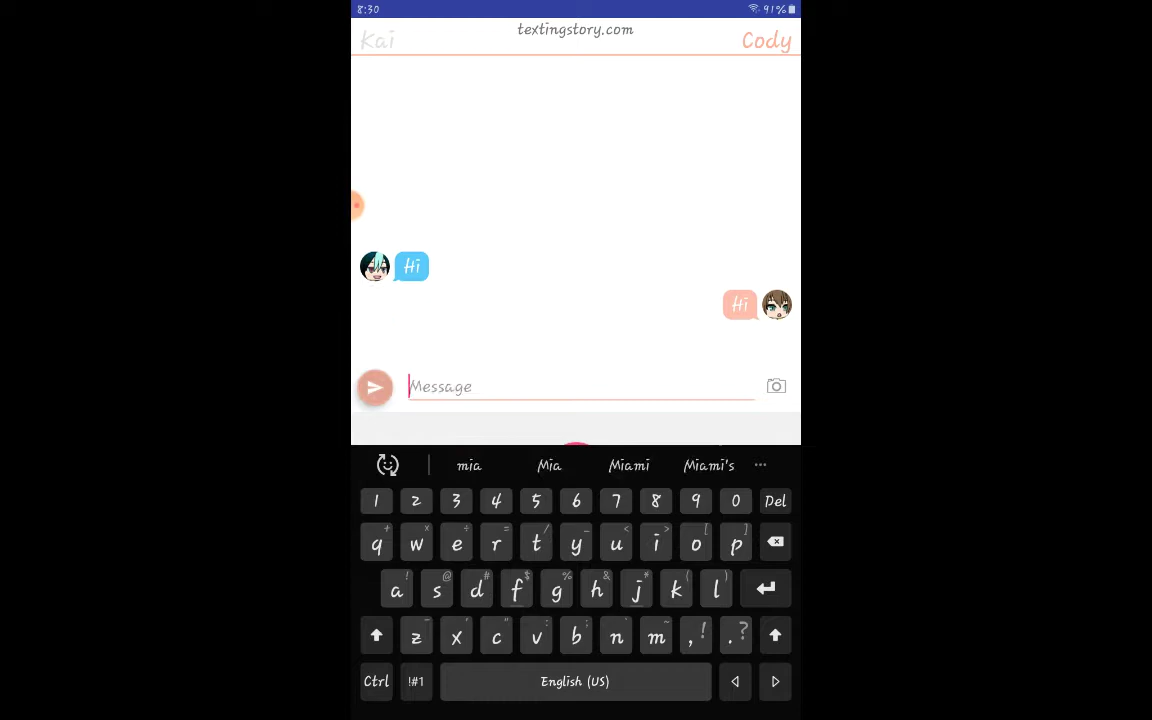 8:30 91%
textingstory.com
Kai Cody
Hi
Hi
Message
mia Mia Miami Miami's ...
1 2 3 4 5 6 7 8 9 0 Del
+ × ÷ = / _ < > [ ]
q w e r t y u i o p
! @ # $ % & * ( )
a s d f g h j k l
- ' " : ; ~ ! ?
z x c v b n m , .
Ctrl !#1 English (US)